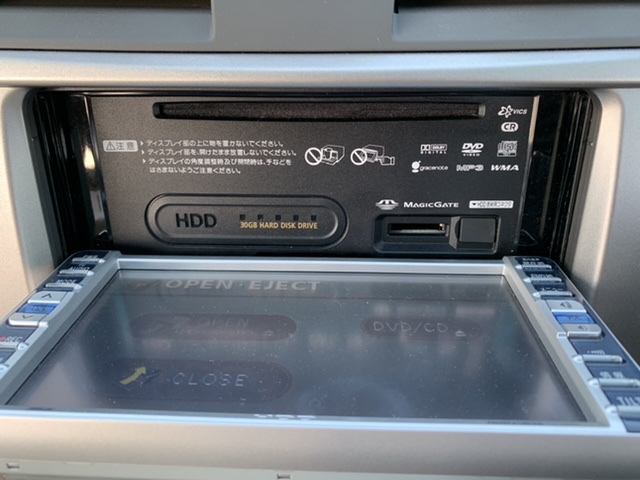 VICS
CR
⚠注意
▶ディスプレイ部の上に物を置かないでください。
▶ディスプレイ部を、開けたまま放置しないでください。
▶ディスプレイの角度調整時及び開閉時は、手などを
はさまないようご注意ください。
DOLBY
DIGITAL
DVD
VIDEO
gracenote
MP3
WMA
HDD
30GB HARD DISK DRIVE
MAGICGATE
OPEN・EJECT
DVD/CD
CLOSE
TILT